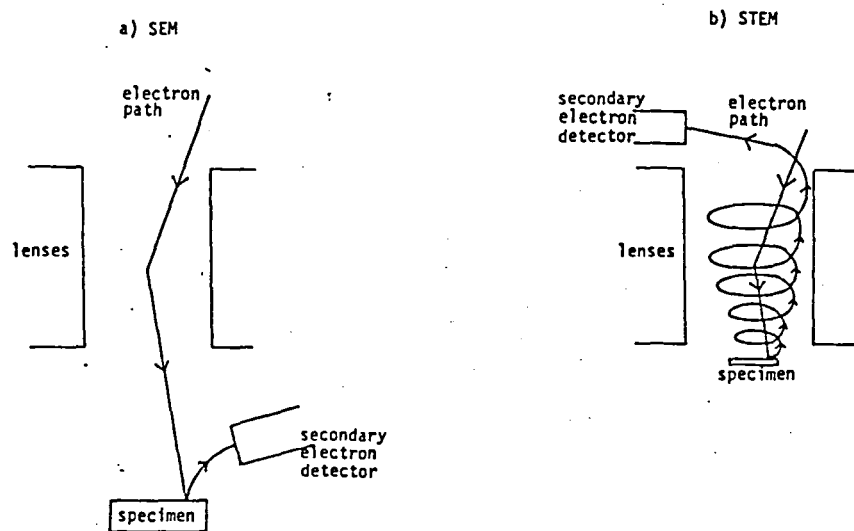 a) SEM
electron
path
lenses
secondary
electron
detector
specimen
b) STEM
secondary
electron
detector
electron
path
lenses
specimen